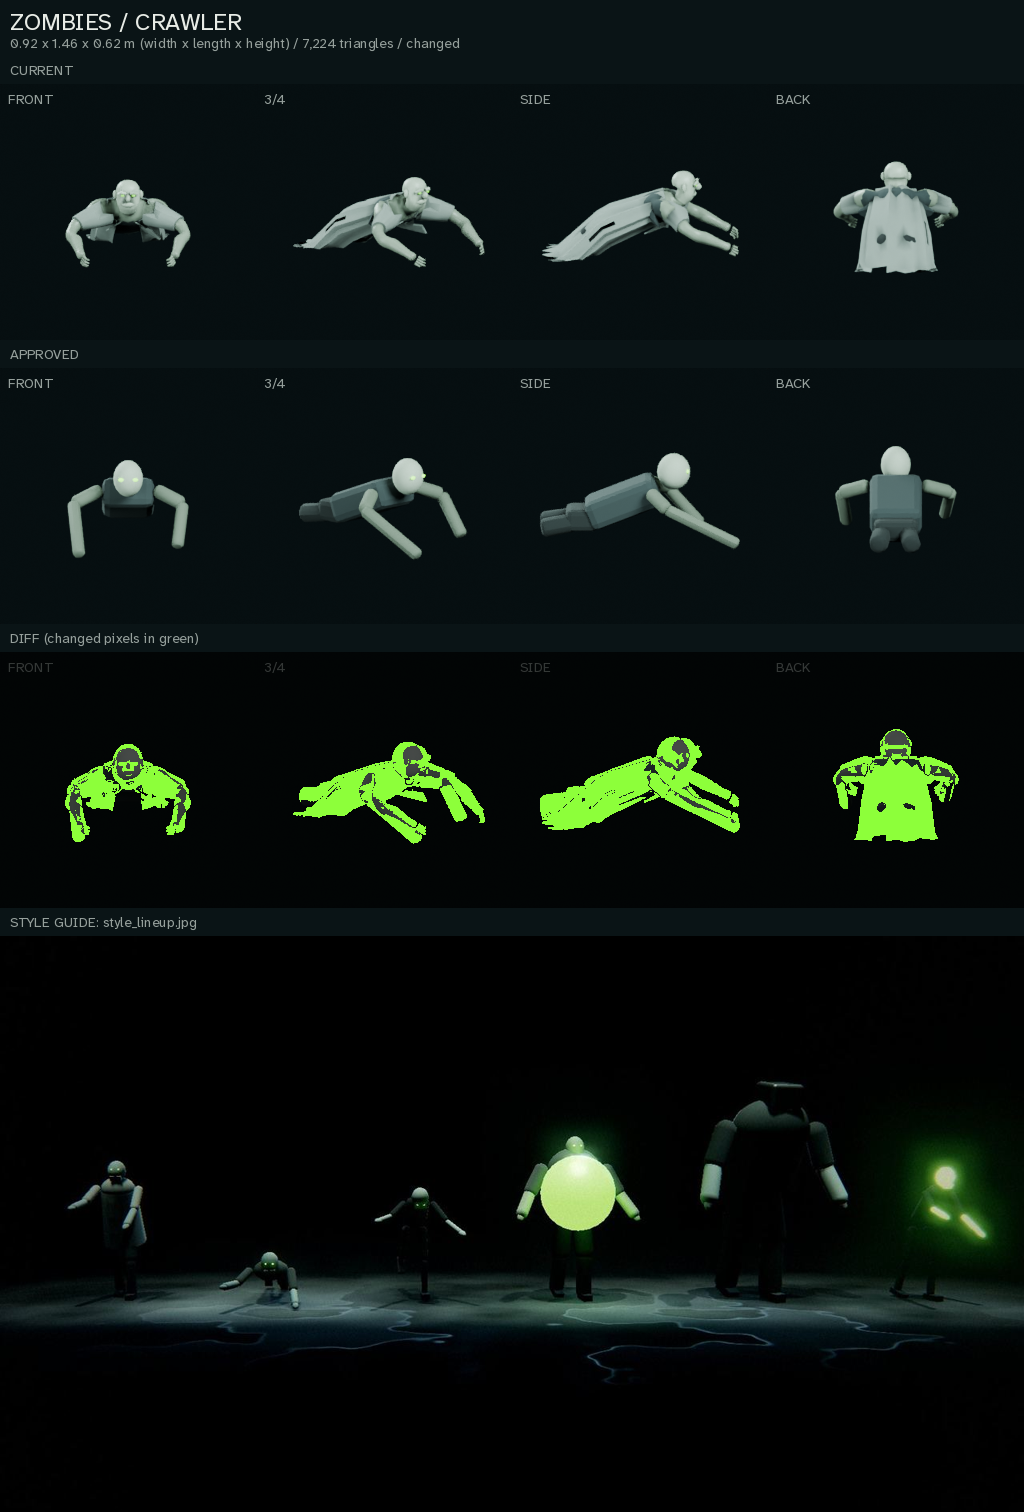 ZOMBIES / CRAWLER
0.92 x 1.46 x 0.62 m (width x length x height) / 7,224 triangles / changed
CURRENT
FRONT 3/4 SIDE BACK
APPROVED
FRONT 3/4 SIDE BACK
DIFF (changed pixels in green)
FRONT 3/4 SIDE BACK
STYLE GUIDE: style_lineup.jpg